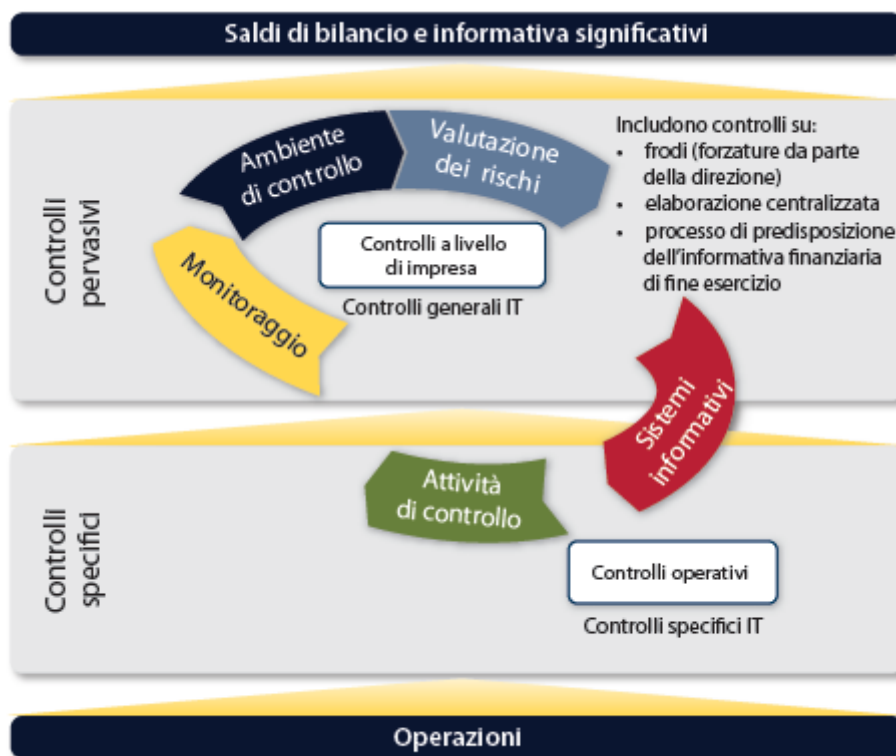 Saldi di bilancio e informativa significativi
Controlli
pervasivi
Ambiente
di controllo
Valutazione
dei rischi
Monitoraggio
Controlli a livello
di impresa
Controlli generali IT
Includono controlli su:
• frodi (forzature da parte
della direzione)
• elaborazione centralizzata
• processo di predisposizione
dell'informativa finanziaria
di fine esercizio
Sistemi
informativi
Controlli
specifici
Attività
di controllo
Controlli operativi
Controlli specifici IT
Operazioni